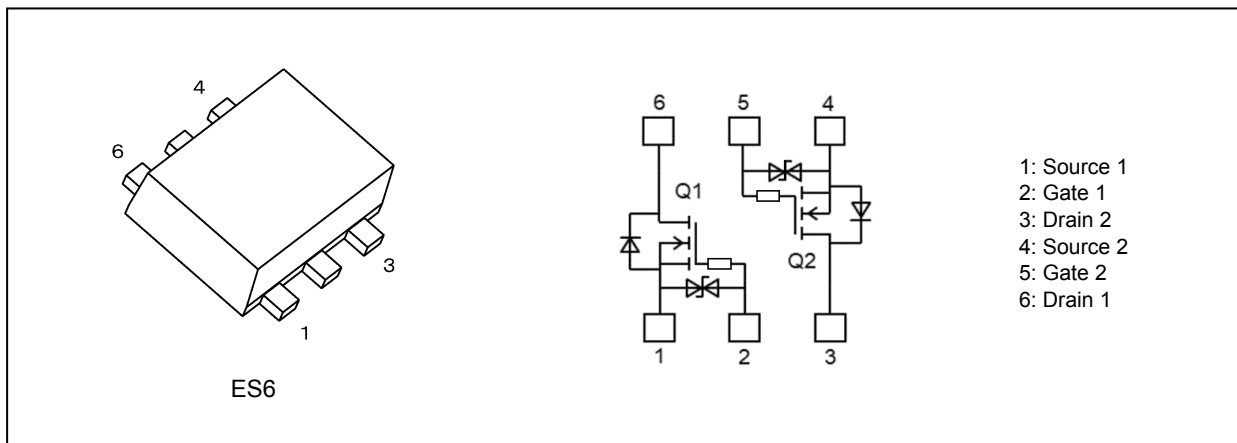 4
6
3
1
ES6
6 5 4
Q1
Q2
1 2 3
1: Source 1
2: Gate 1
3: Drain 2
4: Source 2
5: Gate 2
6: Drain 1